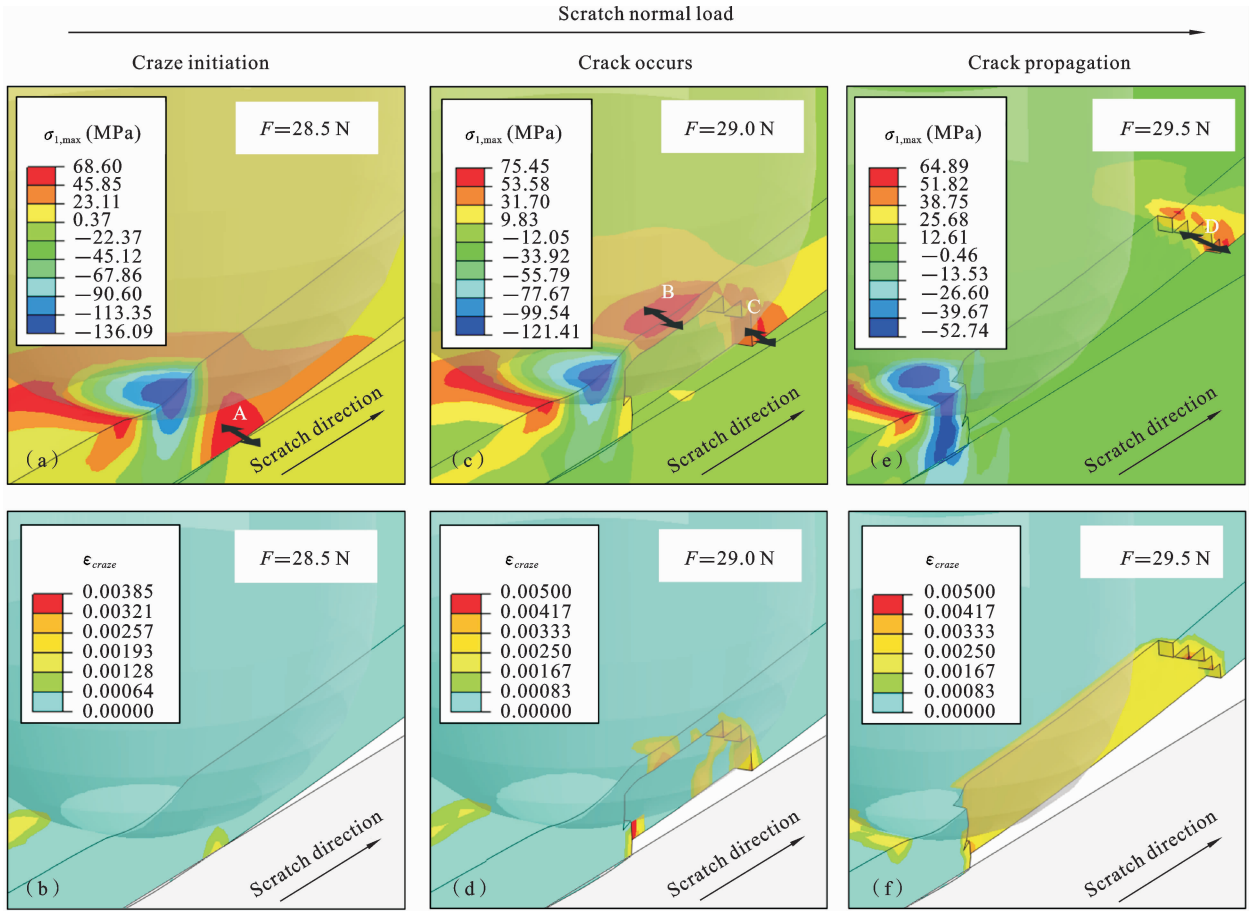 Scratch normal load
Craze initiation
Crack occurs
Crack propagation
σ1,max (MPa)
68.60
45.85
23.11
0.37
−22.37
−45.12
−67.86
−90.60
−113.35
−136.09
F=28.5 N
A
Scratch direction
(a)
σ1,max (MPa)
75.45
53.58
31.70
9.83
−12.05
−33.92
−55.79
−77.67
−99.54
−121.41
F=29.0 N
B
C
Scratch direction
(c)
σ1,max (MPa)
64.89
51.82
38.75
25.68
12.61
−0.46
−13.53
−26.60
−39.67
−52.74
F=29.5 N
D
Scratch direction
(e)
εcraze
0.00385
0.00321
0.00257
0.00193
0.00128
0.00064
0.00000
F=28.5 N
Scratch direction
(b)
εcraze
0.00500
0.00417
0.00333
0.00250
0.00167
0.00083
0.00000
F=29.0 N
Scratch direction
(d)
εcraze
0.00500
0.00417
0.00333
0.00250
0.00167
0.00083
0.00000
F=29.5 N
Scratch direction
(f)